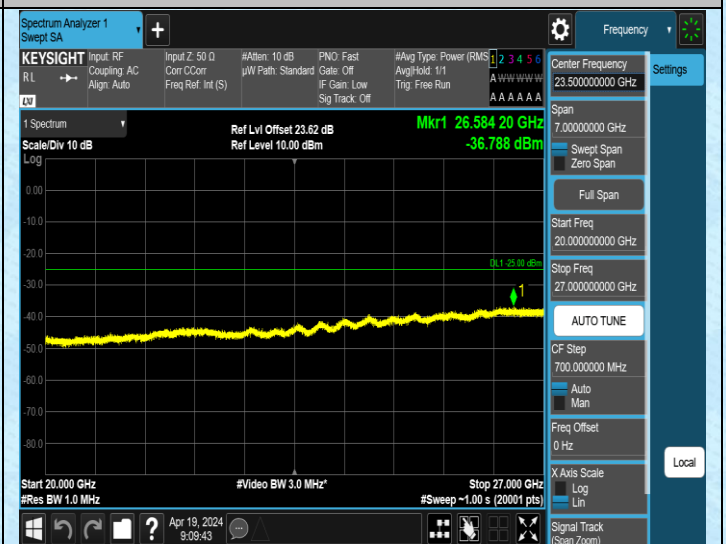 Spectrum Analyzer 1
Swept SA
Frequency
KEYSIGHT
RL
LXI
Input: RF
Coupling: AC
Align: Auto
Input Z: 50 Ω
Corr CCorr
Freq Ref: Int (S)
#Atten: 10 dB
µW Path: Standard
PNO: Fast
Gate: Off
IF Gain: Low
Sig Track: Off
#Avg Type: Power (RMS
Avg|Hold: 1/1
Trig: Free Run
1 2 3 4 5 6
A W W W W W
A A A A A A
1 Spectrum
Scale/Div 10 dB
Log
Ref Lvl Offset 23.62 dB
Ref Level 10.00 dBm
Mkr1 26.584 20 GHz
-36.788 dBm
0.00
-10.0
-20.0
-30.0
-40.0
-50.0
-60.0
-70.0
-80.0
DL1 -25.00 dBm
1
Start 20.000 GHz
#Res BW 1.0 MHz
#Video BW 3.0 MHz*
Stop 27.000 GHz
#Sweep ~1.00 s (20001 pts)
Center Frequency
23.500000000 GHz
Span
7.00000000 GHz
Swept Span
Zero Span
Full Span
Start Freq
20.000000000 GHz
Stop Freq
27.000000000 GHz
AUTO TUNE
CF Step
700.000000 MHz
Auto
Man
Freq Offset
0 Hz
X Axis Scale
Log
Lin
Signal Track
(Span Zoom)
Settings
Local
?
Apr 19, 2024
9:09:43